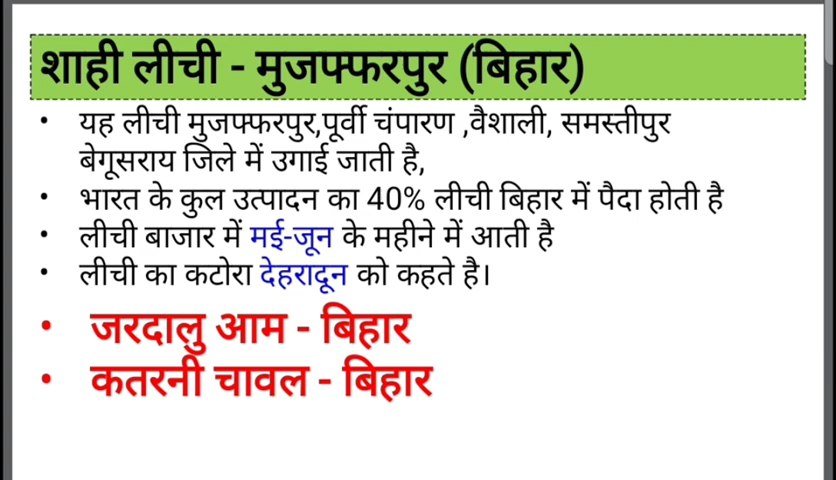 शाही लीची - मुजफ्फरपुर (बिहार)
• यह लीची मुजफ्फरपुर,पूर्वी चंपारण ,वैशाली, समस्तीपुर
बेगूसराय जिले में उगाई जाती है,
• भारत के कुल उत्पादन का 40% लीची बिहार में पैदा होती है
• लीची बाजार में मई-जून के महीने में आती है
• लीची का कटोरा देहरादून को कहते है।
• जरदालु आम - बिहार
• कतरनी चावल - बिहार